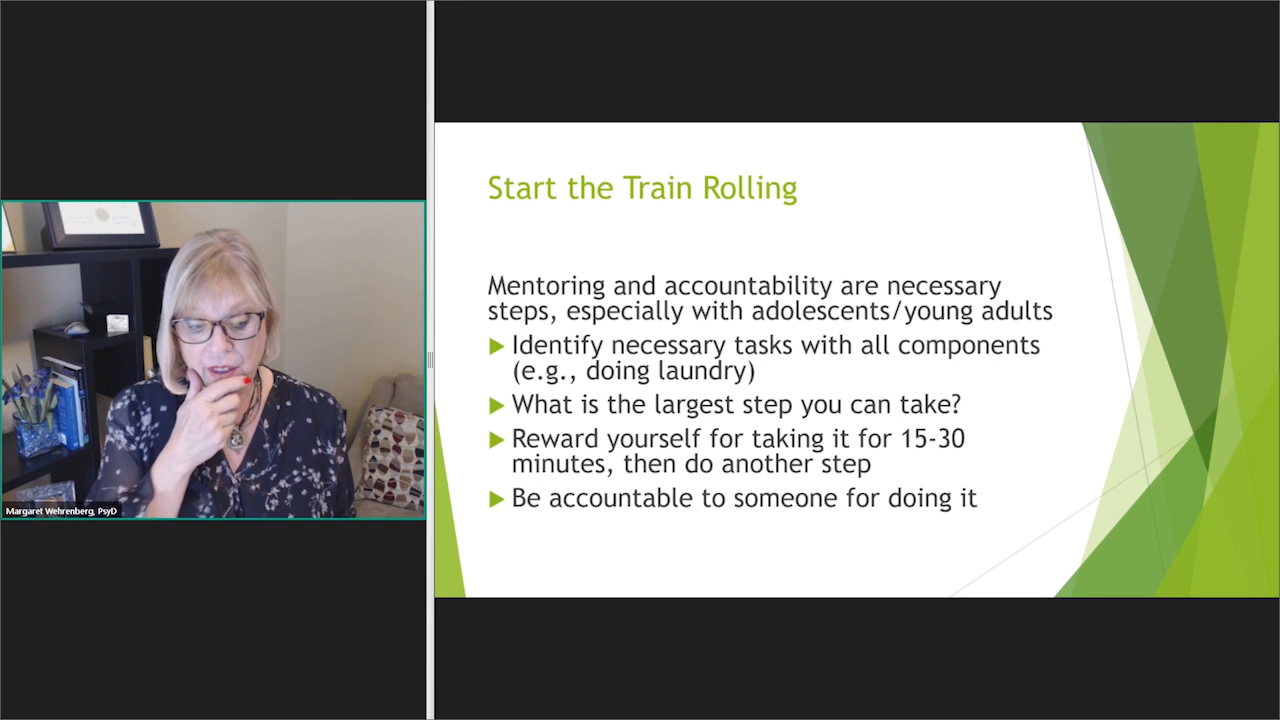 Start the Train Rolling
Mentoring and accountability are necessary
steps, especially with adolescents/young adults
Identify necessary tasks with all components
(e.g., doing laundry)
What is the largest step you can take?
Reward yourself for taking it for 15-30
minutes, then do another step
Be accountable to someone for doing it
Margaret Wehrenberg, PsyD